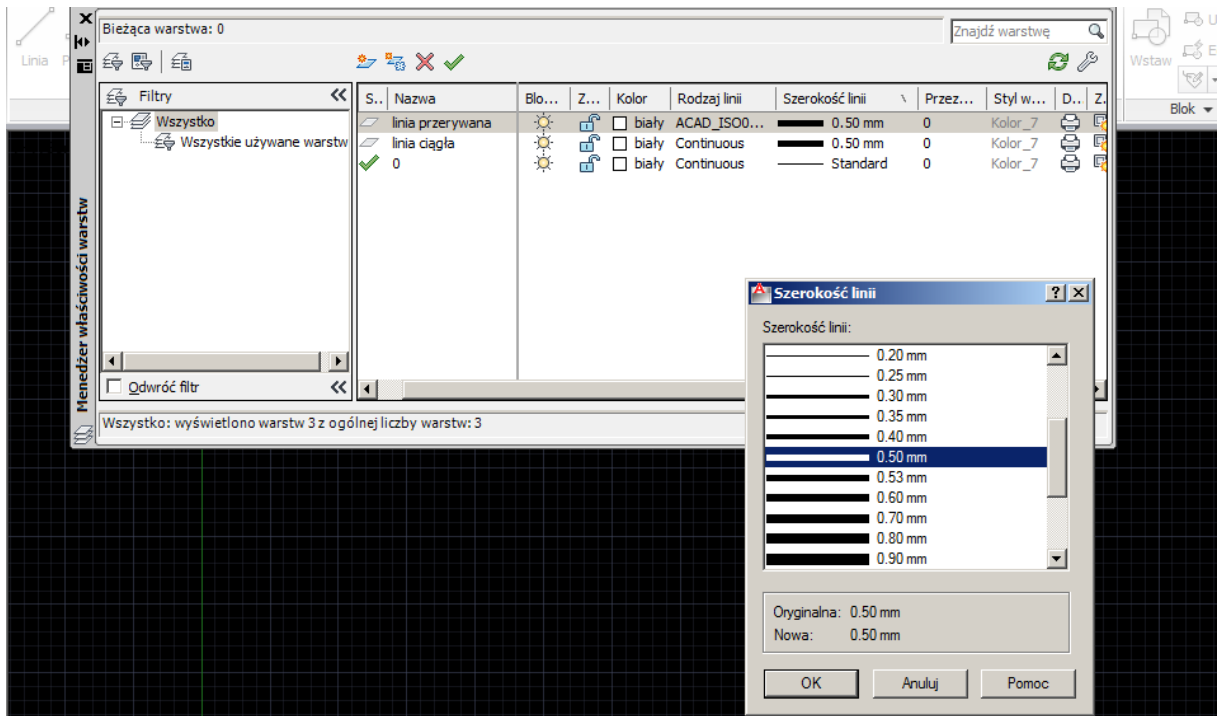 Bieżąca warstwa: 0
Znajdź warstwę
Linia P
Wstaw
U
E
Blok
Filtry
Wszystko
Wszystkie używane warstw
S.. Nazwa Blo... Z... Kolor Rodzaj linii Szerokość linii Przez... Styl w... D.. Z.
linia przerywana biały ACAD_ISO0... 0.50 mm 0 Kolor_7
linia ciągła biały Continuous 0.50 mm 0 Kolor_7
0 biały Continuous Standard 0 Kolor_7
Odwróć filtr
Wszystko: wyświetlono warstw 3 z ogólnej liczby warstw: 3
Menedżer właściwości warstw
Szerokość linii
Szerokość linii:
0.20 mm
0.25 mm
0.30 mm
0.35 mm
0.40 mm
0.50 mm
0.53 mm
0.60 mm
0.70 mm
0.80 mm
0.90 mm
Oryginalna: 0.50 mm
Nowa: 0.50 mm
OK Anuluj Pomoc